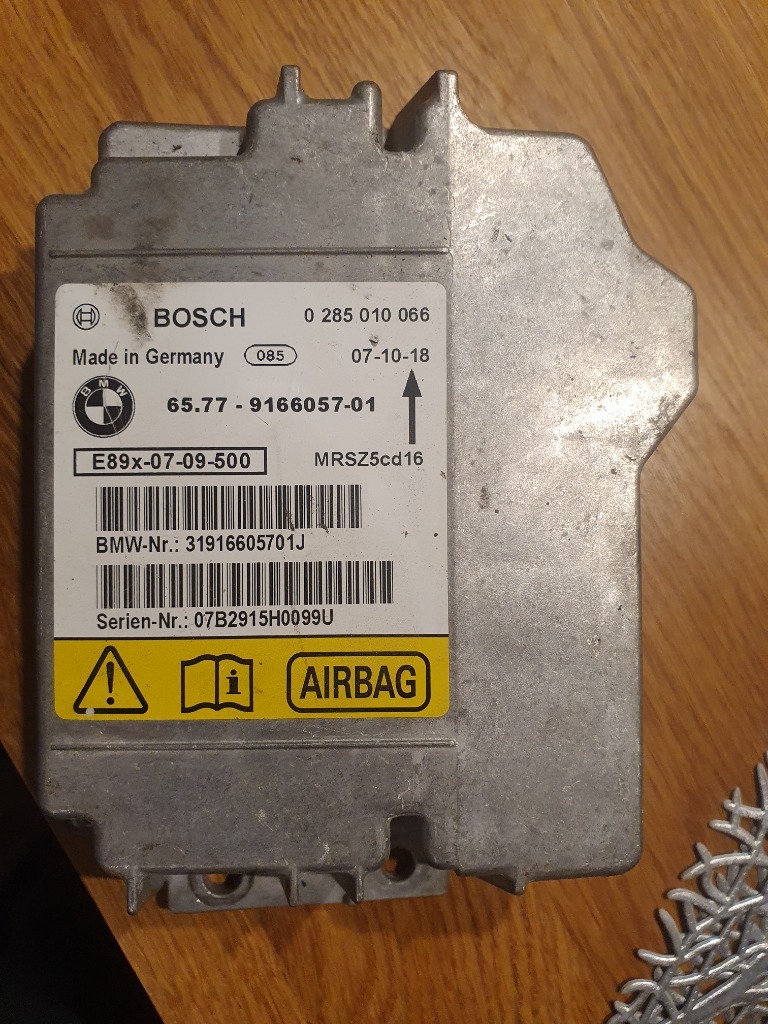 BOSCH 0 285 010 066
Made in Germany 085 07-10-18
BMW
65.77 - 9166057-01
E89x-07-09-500 MRSZ5cd16
BMW-Nr.: 31916605701J
Serien-Nr.: 07B2915H0099U
i
AIRBAG